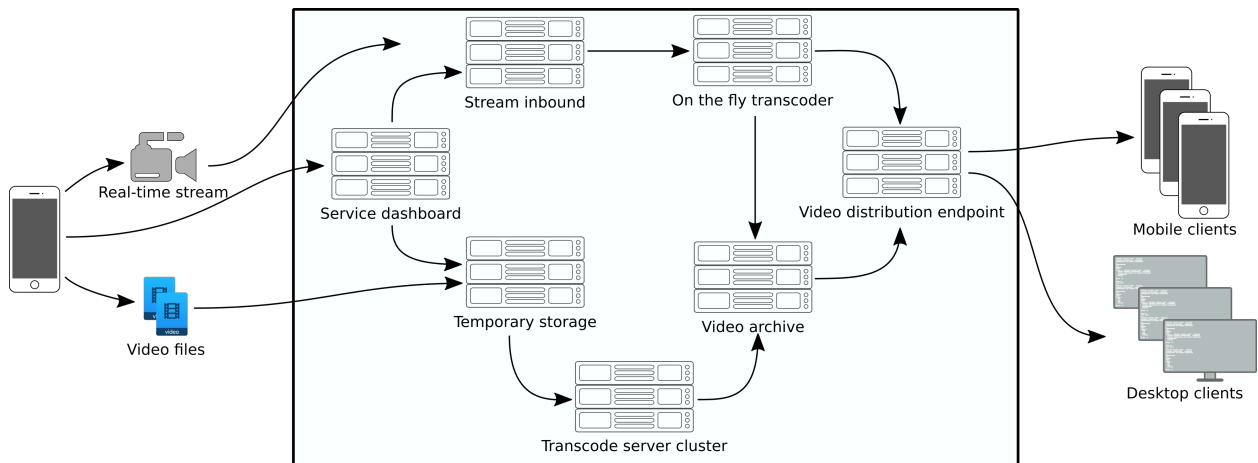 Stream inbound
On the fly transcoder
Real-time stream
Service dashboard
Video distribution endpoint
Mobile clients
Temporary storage
Video archive
video
Video files
Desktop clients
Transcode server cluster